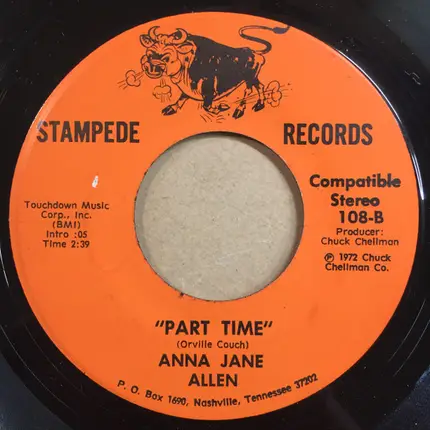 STAMPEDE RECORDS
Touchdown Music
Corp., Inc.
(BMI)
Intro :05
Time 2:39
Compatible
Stereo
108-B
Producer:
Chuck Chellman
℗ 1972 Chuck
Chellman Co.
"PART TIME"
(Orville Couch)
ANNA JANE
ALLEN
P. O. Box 1690, Nashville, Tennessee 37202